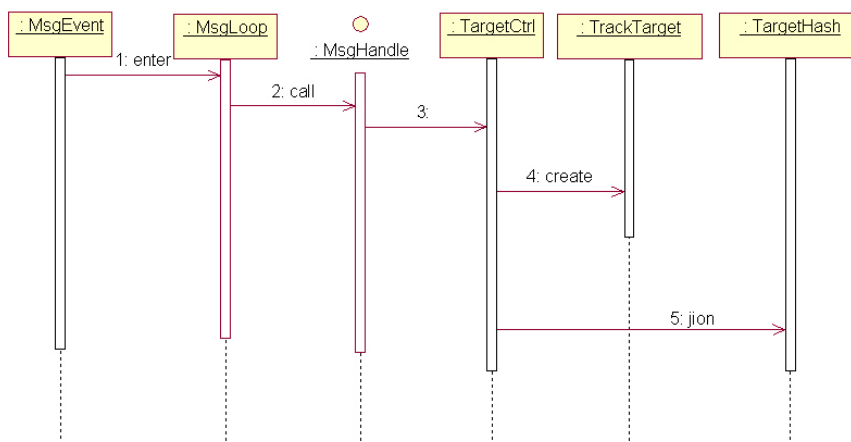 : MsgEvent
: MsgLoop
: MsgHandle
: TargetCtrl
: TrackTarget
: TargetHash
1: enter
2: call
3:
4: create
5: jion